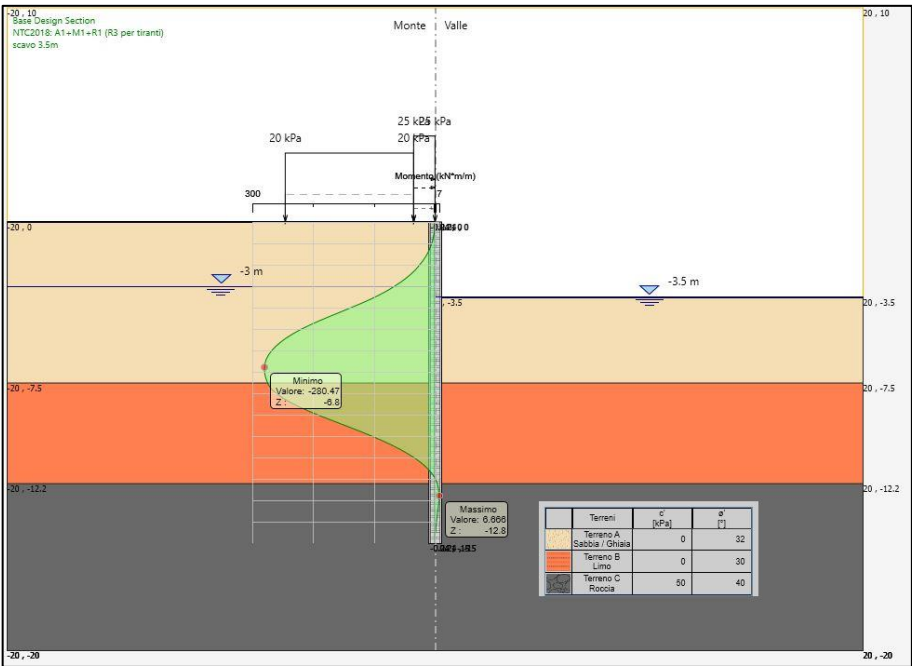 -20 , 10
20 , 10
Base Design Section
NTC2018: A1+M1+R1 (R3 per tiranti)
scavo 3.5m
Monte
Valle
20 kPa
20 kPa
Momento (kN*m/m)
300
-20 , 0
-3 m
-3.5 m
, -3.5
20 , -3.5
Minimo
Valore: -280.47
Z : -6.8
-20 , -7.5
20 , -7.5
-20 , -12.2
20 , -12.2
Massimo
Valore: 6.666
Z : -12.8
Terreni c' [kPa] ø' [°]
Terreno A Sabbia / Ghiaia 0 32
Terreno B Limo 0 30
Terreno C Roccia 50 40
-20 , -20
20 , -20